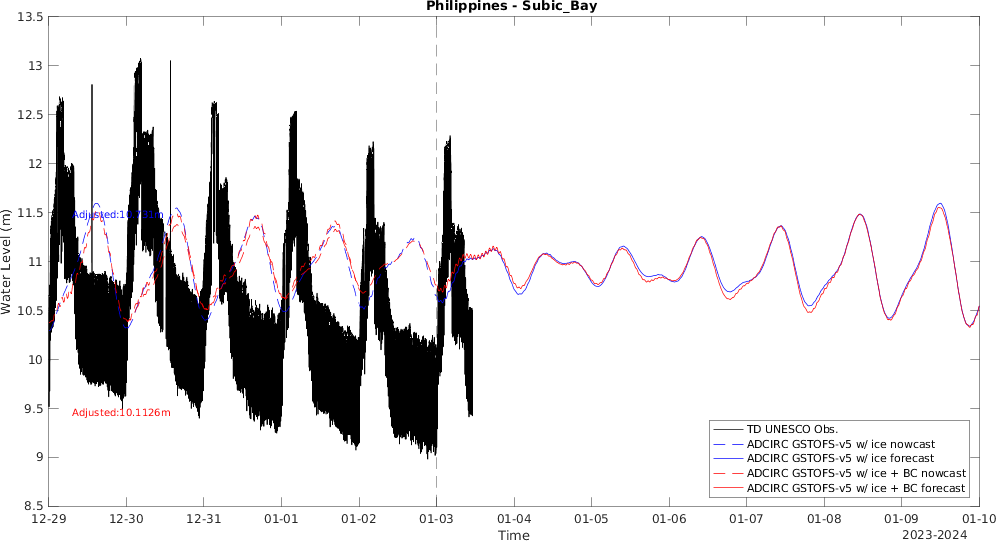 Philippines - Subic_Bay
13.5
13
12.5
12
11.5
11
10.5
10
9.5
9
8.5
Water Level (m)
Adjusted:10.1126m
12-29
12-30
12-31
01-01
01-02
01-03
01-04
01-05
01-06
01-07
01-08
01-09
01-10
Time
2023-2024
TD UNESCO Obs.
ADCIRC GSTOFS-v5 w/ ice nowcast
ADCIRC GSTOFS-v5 w/ ice forecast
ADCIRC GSTOFS-v5 w/ ice + BC nowcast
ADCIRC GSTOFS-v5 w/ ice + BC forecast